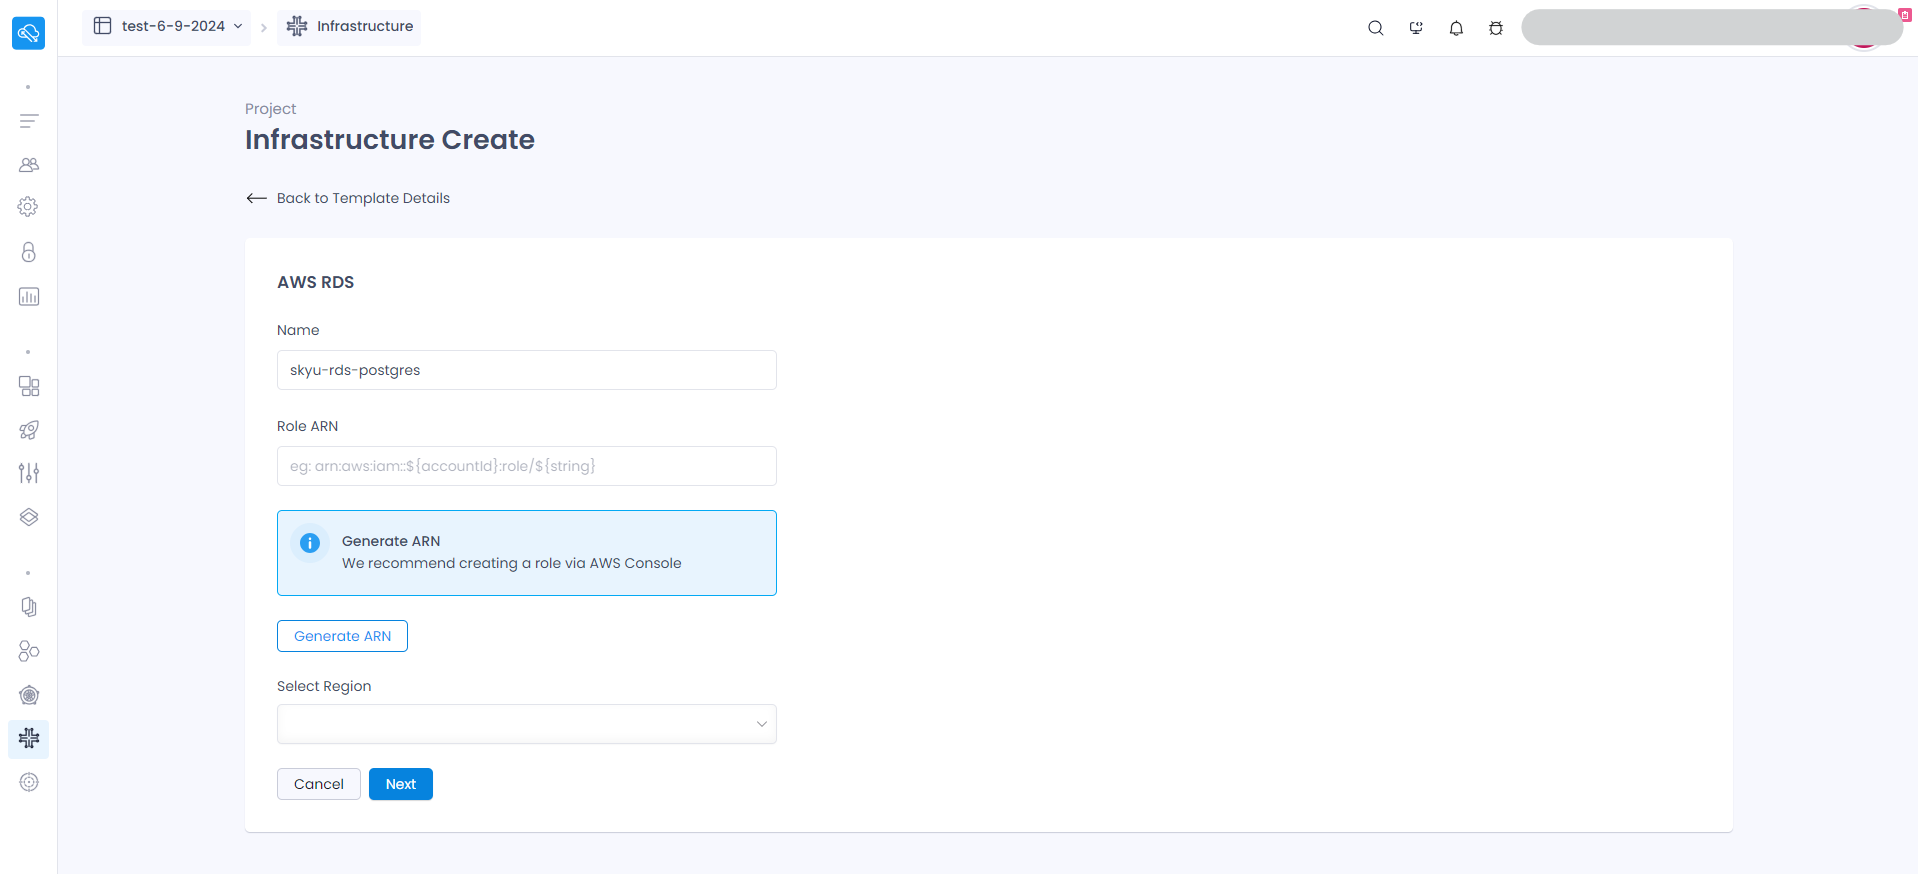 test-6-9-2024
Infrastructure
Project
Infrastructure Create
Back to Template Details
AWS RDS
Name
skyu-rds-postgres
Role ARN
eg: arn:aws:iam::${accountId}:role/${string}
Generate ARN
We recommend creating a role via AWS Console
Generate ARN
Select Region
Cancel
Next